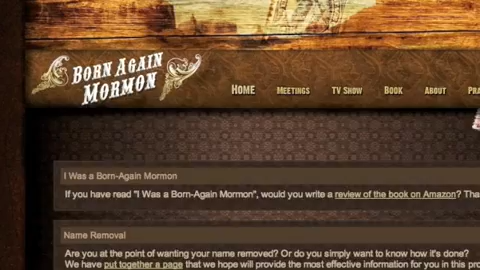 BORN AGAIN
MORMON
HOME MEETINGS TV SHOW BOOK ABOUT
I Was a Born-Again Mormon
If you have read "I Was a Born-Again Mormon", would you write a review of the book on Amazon?
Name Removal
Are you at the point of wanting your name removed? Or do you simply want to know how it's done?
We have put together a page that we hope will provide the most effective information for you in this